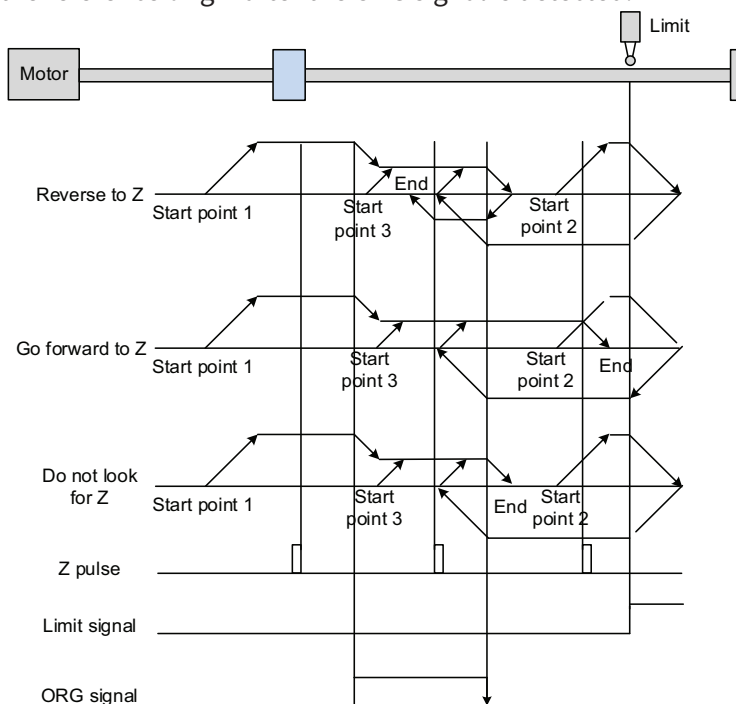 Limit
Motor
Reverse to Z
Start point 1
Start
point 3
End
Start
point 2
Go forward to Z
Start point 1
Start
point 3
Start
point 2
End
Do not look
for Z
Start point 1
Start
point 3
End
Start
point 2
Z pulse
Limit signal
ORG signal